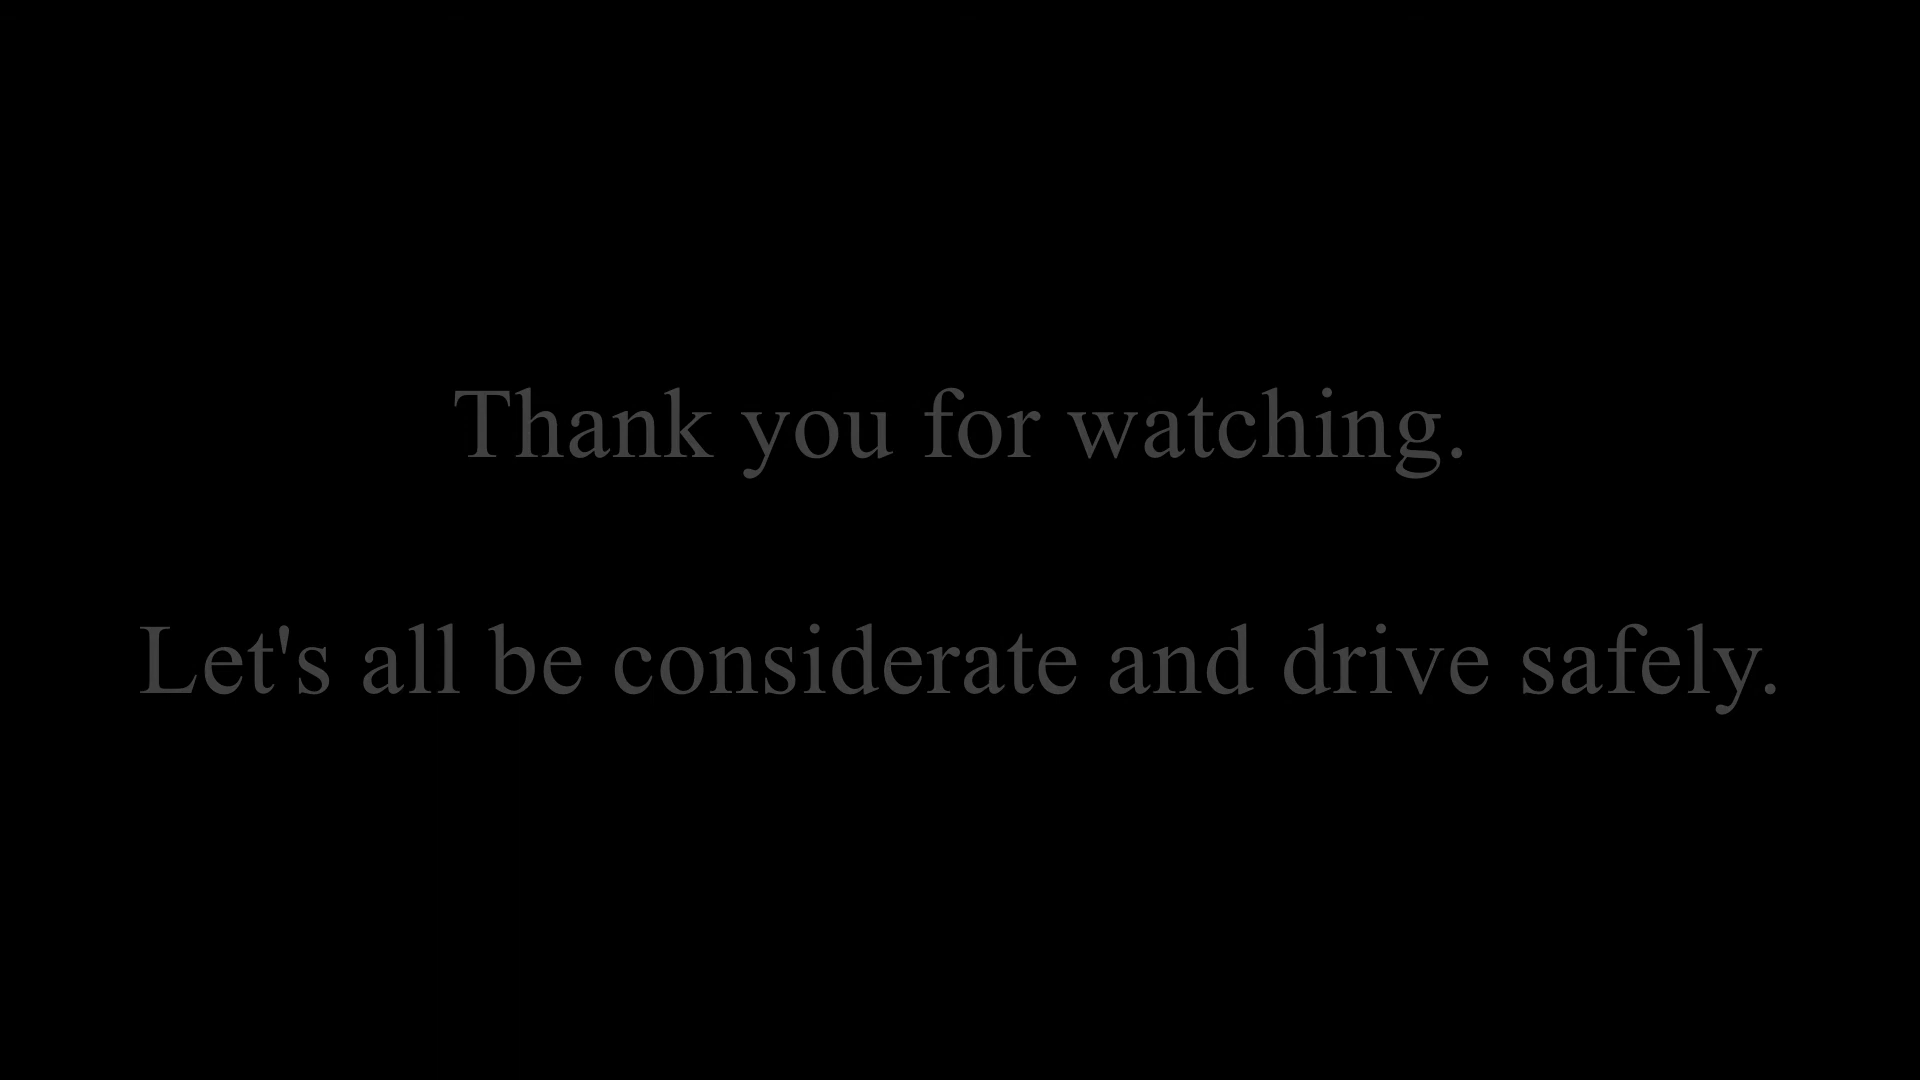 Thank you for watching.
Let's all be considerate and drive safely.